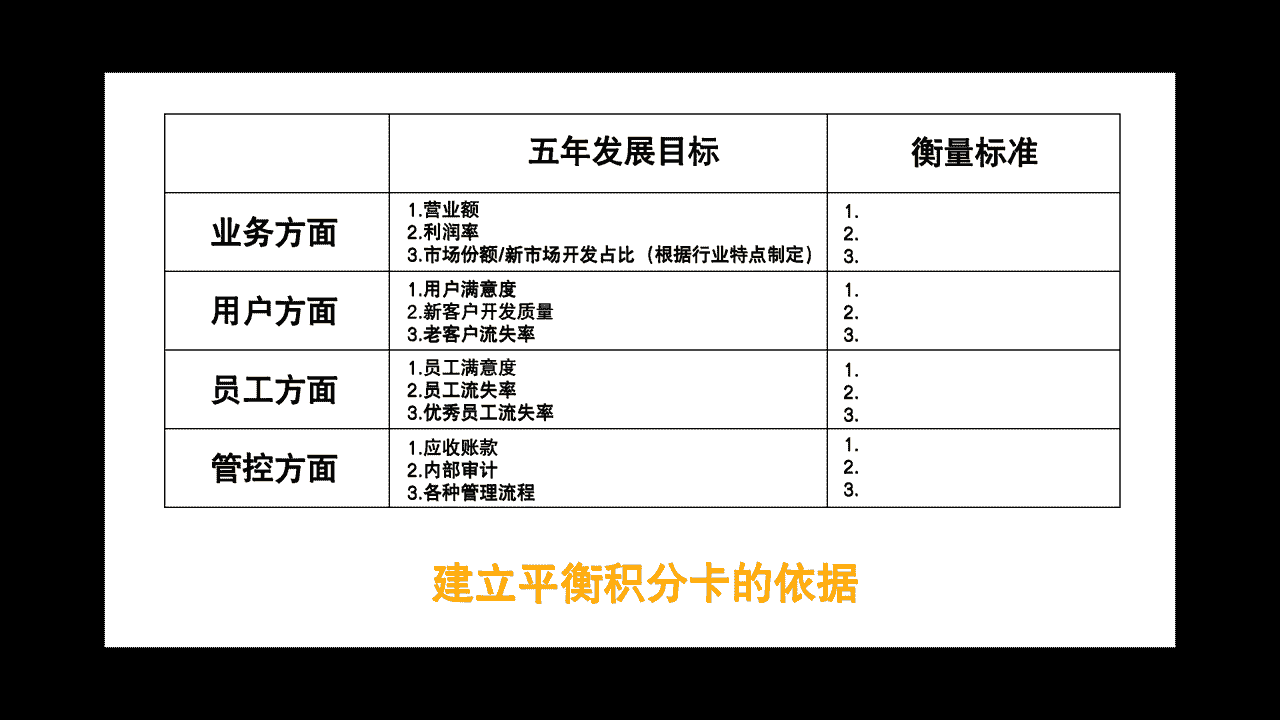 五年发展目标
衡量标准
业务方面
1.营业额
2.利润率
3.市场份额/新市场开发占比（根据行业特点制定）
1.
2.
3.
用户方面
1.用户满意度
2.新客户开发质量
3.老客户流失率
1.
2.
3.
员工方面
1.员工满意度
2.员工流失率
3.优秀员工流失率
1.
2.
3.
管控方面
1.应收账款
2.内部审计
3.各种管理流程
1.
2.
3.
建立平衡积分卡的依据